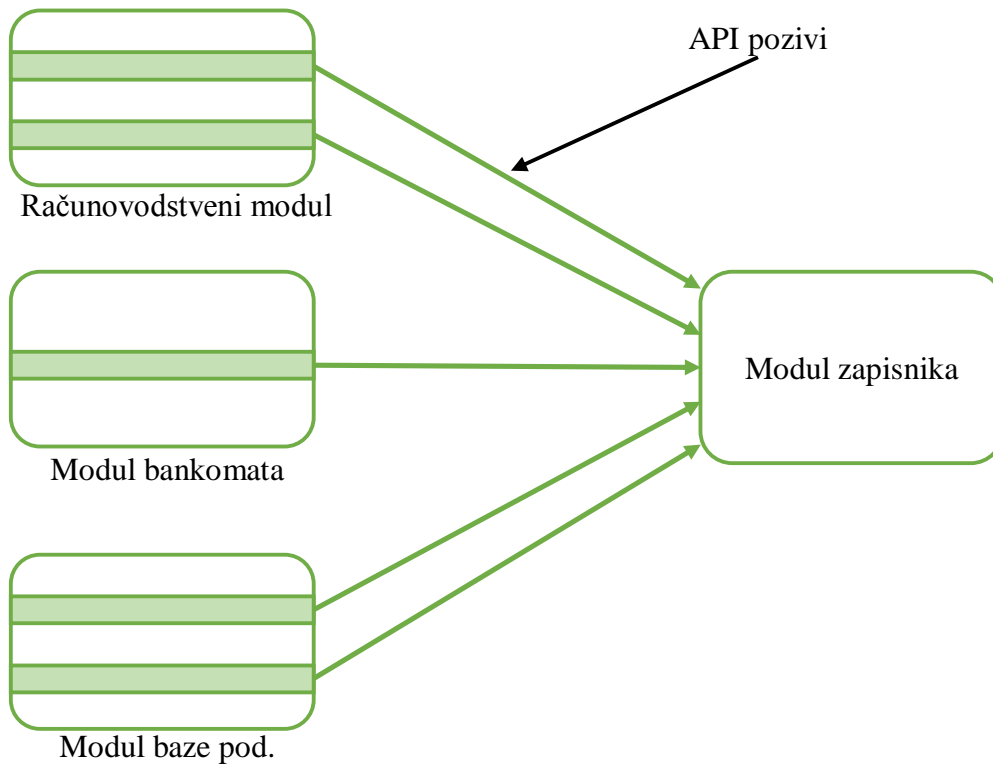 API pozivi
Računovodstveni modul
Modul zapisnika
Modul bankomata
Modul baze pod.